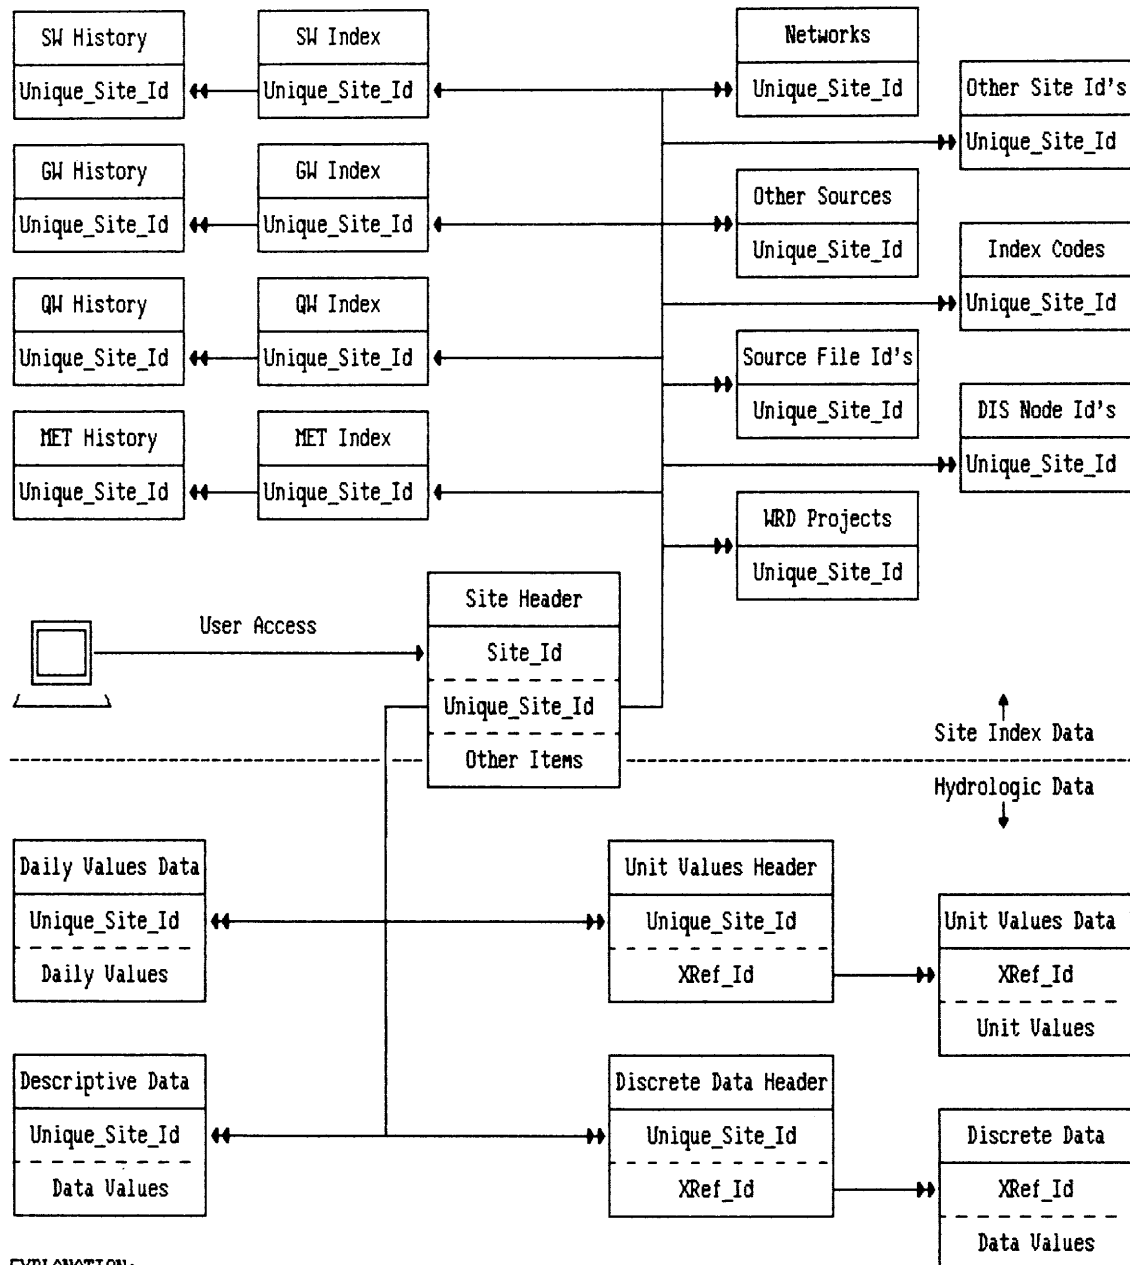 SW History
Unique_Site_Id
SW Index
Unique_Site_Id
Networks
Unique_Site_Id
Other Site Id's
Unique_Site_Id
GW History
Unique_Site_Id
GW Index
Unique_Site_Id
Other Sources
Unique_Site_Id
Index Codes
Unique_Site_Id
QW History
Unique_Site_Id
QW Index
Unique_Site_Id
Source File Id's
Unique_Site_Id
DIS Node Id's
Unique_Site_Id
MET History
Unique_Site_Id
MET Index
Unique_Site_Id
WRD Projects
Unique_Site_Id
User Access
Site Header
Site_Id
Unique_Site_Id
Other Items
Site Index Data
Hydrologic Data
Daily Values Data
Unique_Site_Id
Daily Values
Unit Values Header
Unique_Site_Id
XRef_Id
Unit Values Data
XRef_Id
Unit Values
Descriptive Data
Unique_Site_Id
Data Values
Discrete Data Header
Unique_Site_Id
XRef_Id
Discrete Data
XRef_Id
Data Values
EXPLANATION: